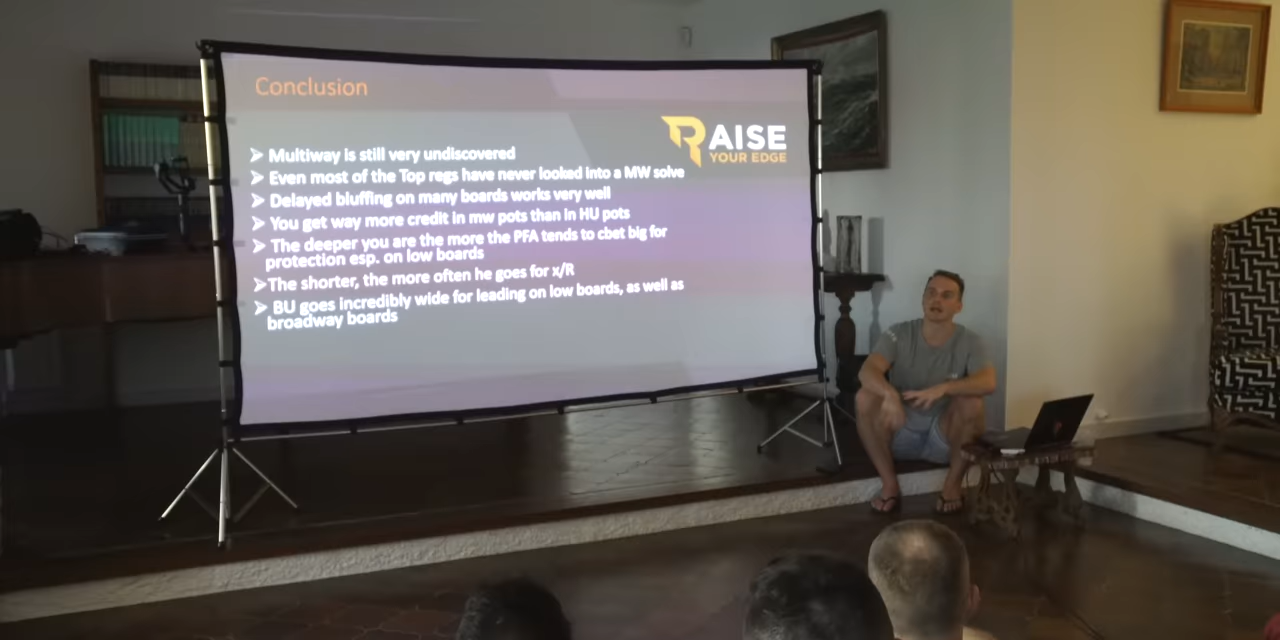 Conclusion
RAISE
YOUR EDGE
➢ Multiway is still very undiscovered
➢ Even most of the Top regs have never looked into a MW solve
➢ Delayed bluffing on many boards works very well
➢ You get way more credit in mw pots than in HU pots
➢ The deeper you are the more the PFA tends to cbet big for
protection esp. on low boards
➢The shorter, the more often he goes for x/R
➢ BU goes incredibly wide for leading on low boards, as well as
broadway boards